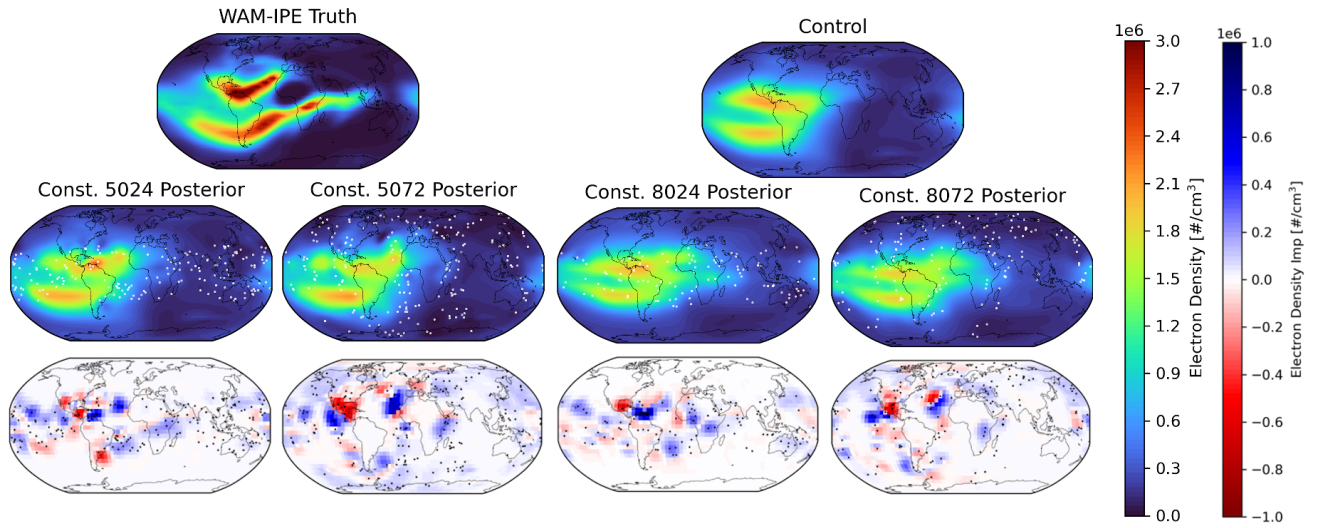 WAM-IPE Truth
Control
Const. 5024 Posterior
Const. 5072 Posterior
Const. 8024 Posterior
Const. 8072 Posterior
1e6
3.0
2.7
2.4
2.1
1.8
1.5
1.2
0.9
0.6
0.3
0.0
Electron Density [#/cm³]
1e6
1.0
0.8
0.6
0.4
0.2
0.0
−0.2
−0.4
−0.6
−0.8
−1.0
Electron Density Imp [#/cm³]